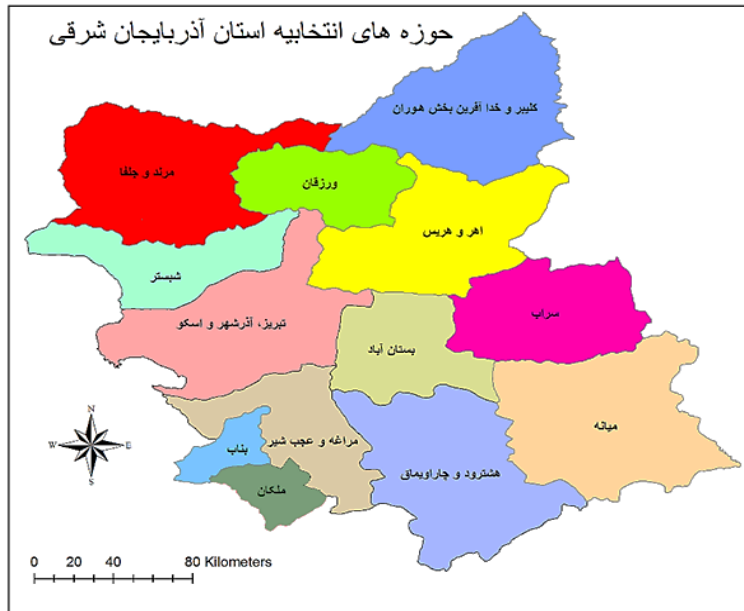 حوزه های انتخابیه استان آذربایجان شرقی
کلیبر و خدا آفرین بخش هوران
مرند و جلفا
ورزقان
اهر و هریس
شبستر
سراب
تبریز، آذرشهر و اسکو
بستان آباد
میانه
مراغه و عجب شیر
بناب
هشترود و چاراویماق
ملکان
N
W E
S
0 20 40 80 Kilometers